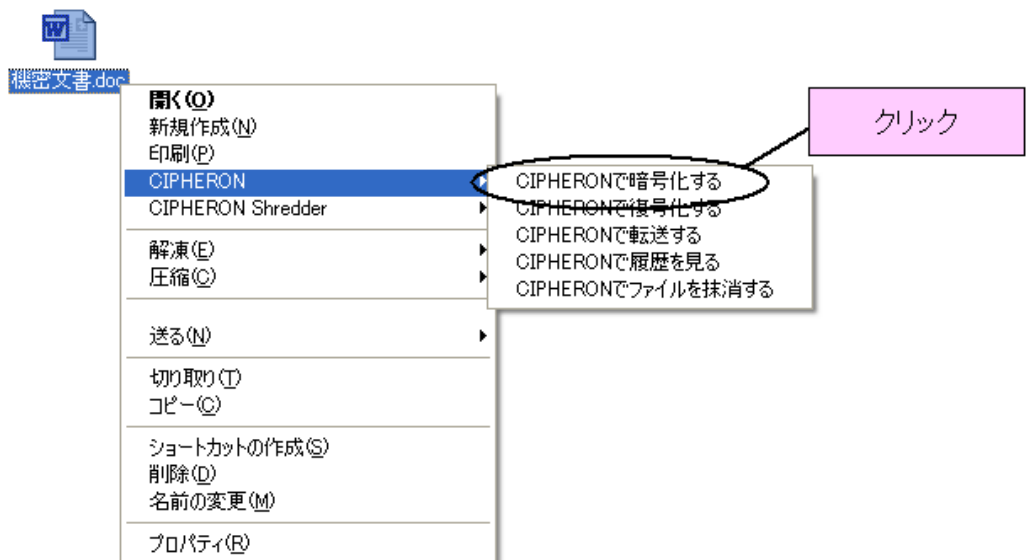 機密文書.doc
開く(O)
新規作成(N)
印刷(P)
CIPHERON
CIPHERON Shredder
解凍(E)
圧縮(C)
送る(N)
切り取り(T)
コピー(C)
ショートカットの作成(S)
削除(D)
名前の変更(M)
プロパティ(R)
CIPHERONで暗号化する
CIPHERONで復号化する
CIPHERONで転送する
CIPHERONで履歴を見る
CIPHERONでファイルを抹消する
クリック